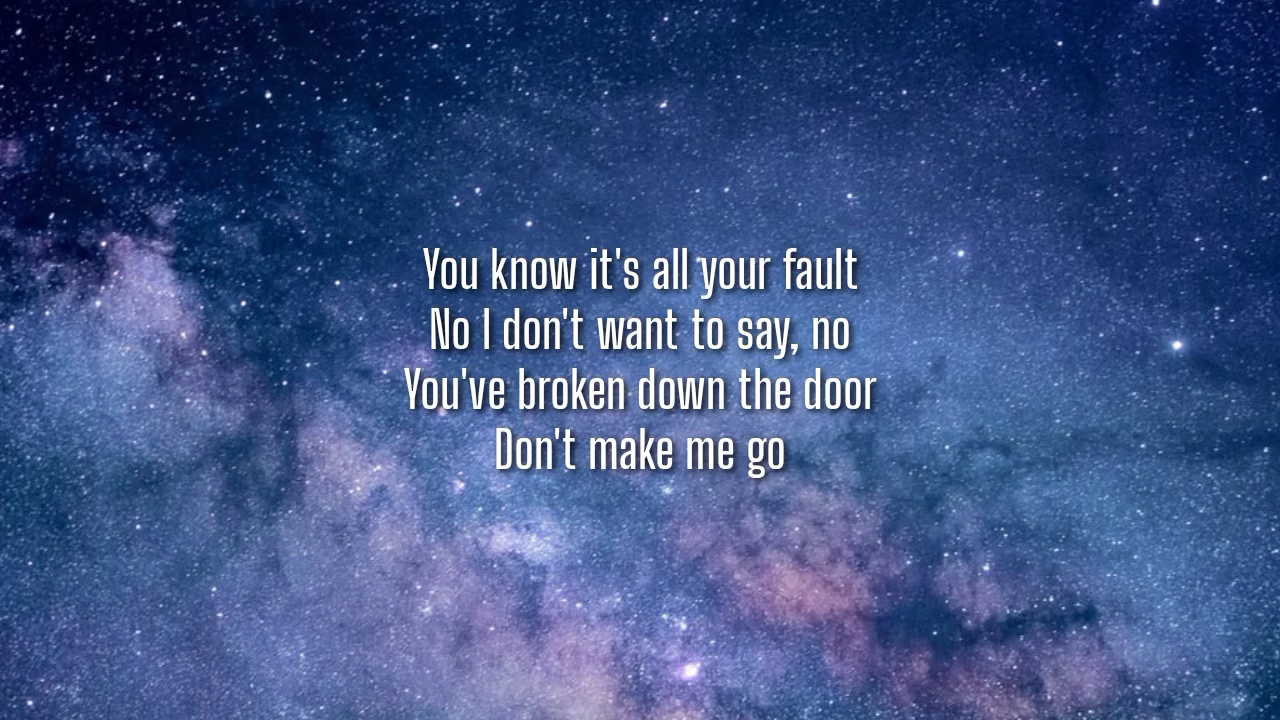 You know it's all your fault
No I don't want to say, no
You've broken down the door
Don't make me go